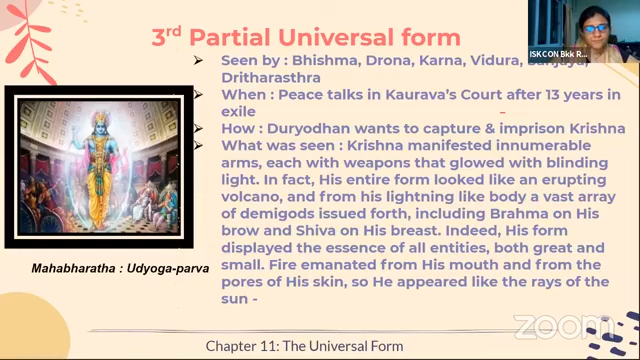 3rd Partial Universal form
➢ Seen by : Bhishma, Drona, Karna, Vidura, Sanjaya,
Dritharasthra
➢ When : Peace talks in Kaurava's Court after 13 years in
exile
➢ How : Duryodhan wants to capture & imprison Krishna
➢ What was seen : Krishna manifested innumerable
arms, each with weapons that glowed with blinding
light. In fact, His entire form looked like an erupting
volcano, and from his lightning like body a vast array
of demigods issued forth, including Brahma on His
brow and Shiva on His breast. Indeed, His form
displayed the essence of all entities, both great and
small. Fire emanated from His mouth and from the
pores of His skin, so He appeared like the rays of the
sun -
ISKCON Bkk R...
Mahabharatha : Udyoga-parva
Chapter 11: The Universal Form
zoom